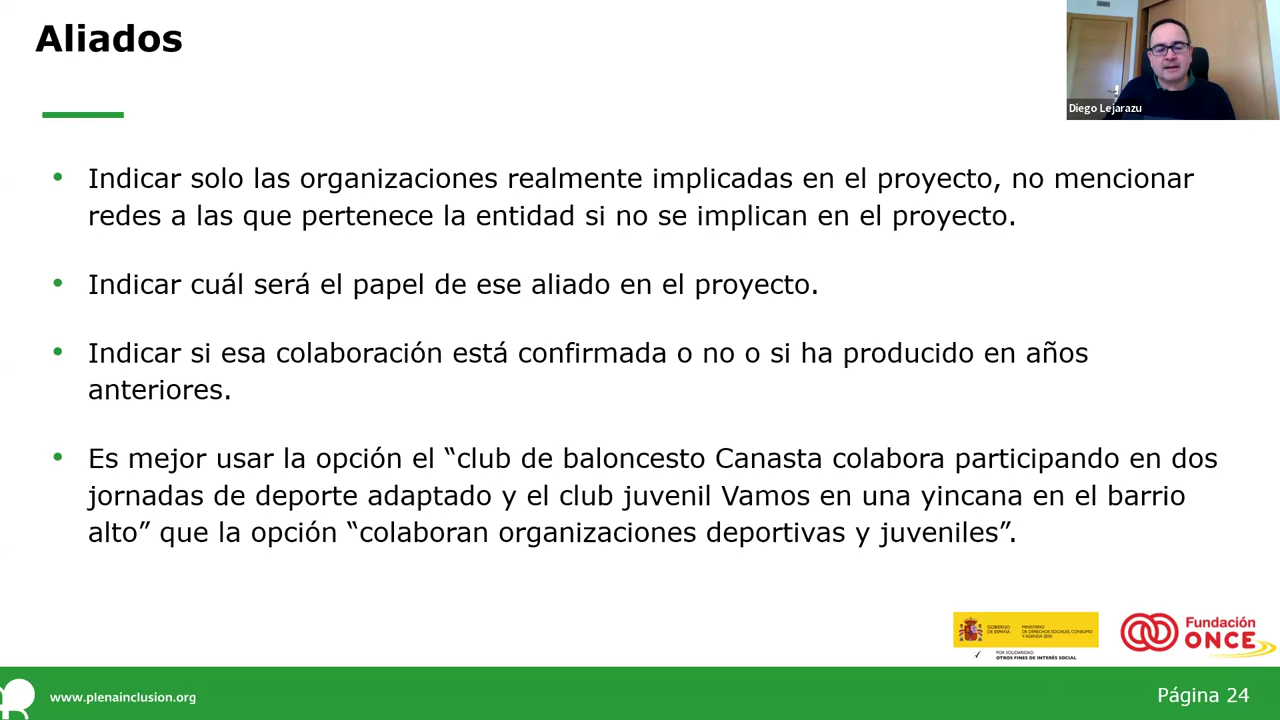 Aliados
Diego Lejarazu
• Indicar solo las organizaciones realmente implicadas en el proyecto, no mencionar
redes a las que pertenece la entidad si no se implican en el proyecto.
• Indicar cuál será el papel de ese aliado en el proyecto.
• Indicar si esa colaboración está confirmada o no o si ha producido en años
anteriores.
• Es mejor usar la opción el “club de baloncesto Canasta colabora participando en dos
jornadas de deporte adaptado y el club juvenil Vamos en una yincana en el barrio
alto” que la opción “colaboran organizaciones deportivas y juveniles”.
GOBIERNO
DE ESPAÑA
MINISTERIO
DE DERECHOS SOCIALES, CONSUMO
Y AGENDA 2030
POR SOLIDARIDAD
OTROS FINES DE INTERÉS SOCIAL
Fundación
ONCE
www.plenainclusion.org
Página 24